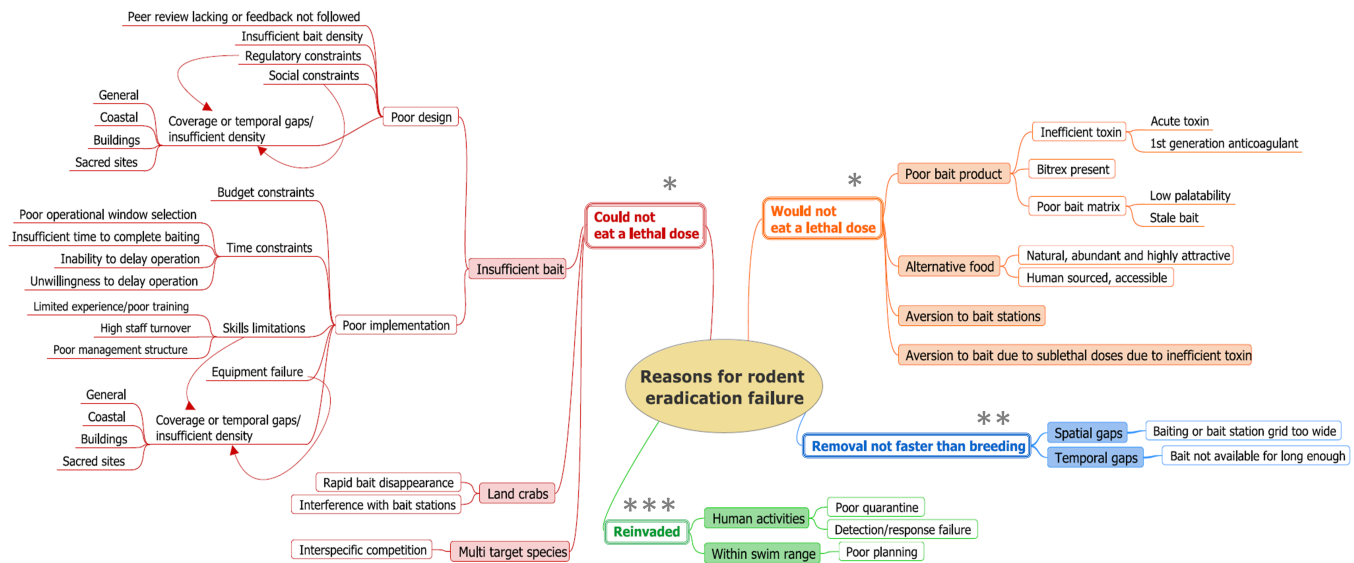 Peer review lacking or feedback not followed
Insufficient bait density
Regulatory constraints
Social constraints
General
Coastal
Buildings
Sacred sites
Coverage or temporal gaps/
insufficient density
Poor design
Budget constraints
Poor operational window selection
Insufficient time to complete baiting
Inability to delay operation
Unwillingness to delay operation
Time constraints
Limited experience/poor training
High staff turnover
Poor management structure
Skills limitations
Equipment failure
General
Coastal
Buildings
Sacred sites
Coverage or temporal gaps/
insufficient density
Poor implementation
Insufficient bait
Rapid bait disappearance
Interference with bait stations
Land crabs
Interspecific competition
Multi target species
*
Could not
eat a lethal dose
Reasons for rodent
eradication failure
*
Would not
eat a lethal dose
Poor bait product
Inefficient toxin
Acute toxin
1st generation anticoagulant
Bitrex present
Poor bait matrix
Low palatability
Stale bait
Alternative food
Natural, abundant and highly attractive
Human sourced, accessible
Aversion to bait stations
Aversion to bait due to sublethal doses due to inefficient toxin
**
Removal not faster than breeding
Spatial gaps
Baiting or bait station grid too wide
Temporal gaps
Bait not available for long enough
***
Reinvaded
Human activities
Poor quarantine
Detection/response failure
Within swim range
Poor planning